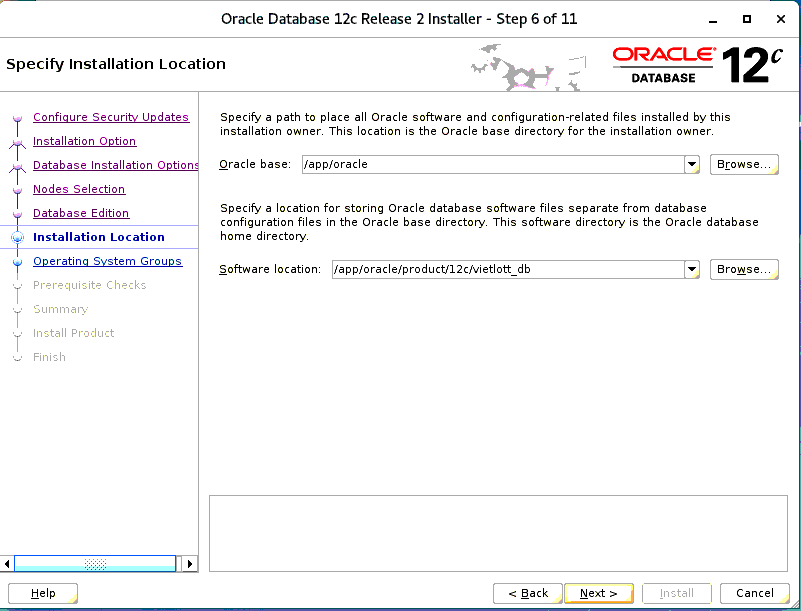 Oracle Database 12c Release 2 Installer - Step 6 of 11
Specify Installation Location
ORACLE
DATABASE
12c
Configure Security Updates
Installation Option
Database Installation Options
Nodes Selection
Database Edition
Installation Location
Operating System Groups
Prerequisite Checks
Summary
Install Product
Finish
Specify a path to place all Oracle software and configuration-related files installed by this
installation owner. This location is the Oracle base directory for the installation owner.
Oracle base: /app/oracle Browse...
Specify a location for storing Oracle database software files separate from database
configuration files in the Oracle base directory. This software directory is the Oracle database
home directory.
Software location: /app/oracle/product/12c/vietlott_db Browse...
Help < Back Next > Install Cancel